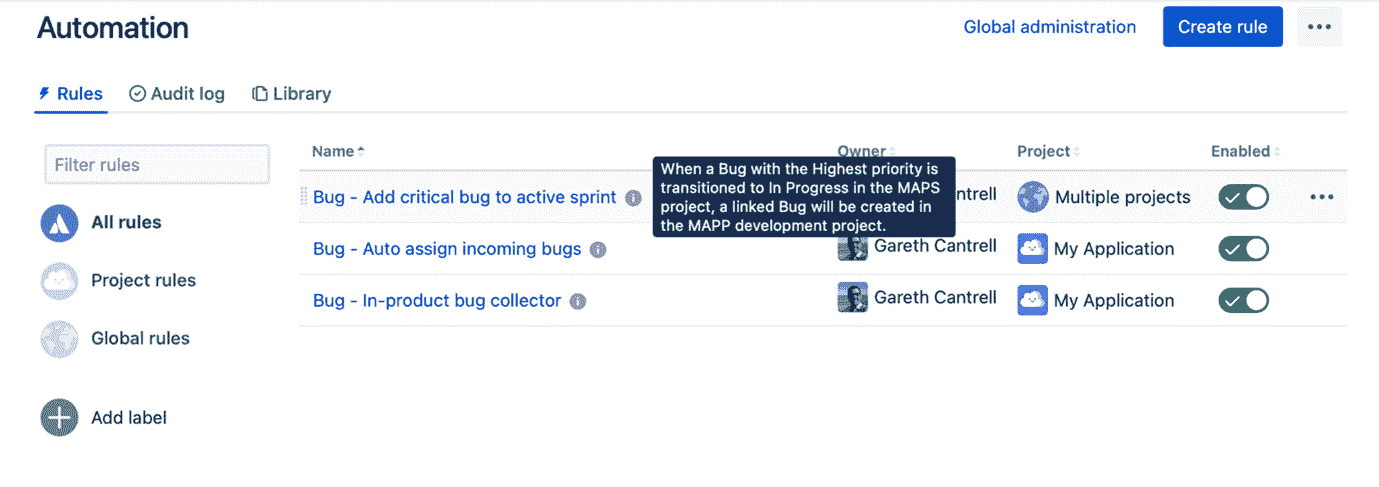 Automation
Global administration
Create rule
Rules
Audit log
Library
Filter rules
All rules
Project rules
Global rules
Add label
Name
Owner
Project
Enabled
Bug - Add critical bug to active sprint
When a Bug with the Highest priority is
transitioned to In Progress in the MAPS
project, a linked Bug will be created in
the MAPP development project.
ntrell
Multiple projects
Bug - Auto assign incoming bugs
Gareth Cantrell
My Application
Bug - In-product bug collector
Gareth Cantrell
My Application